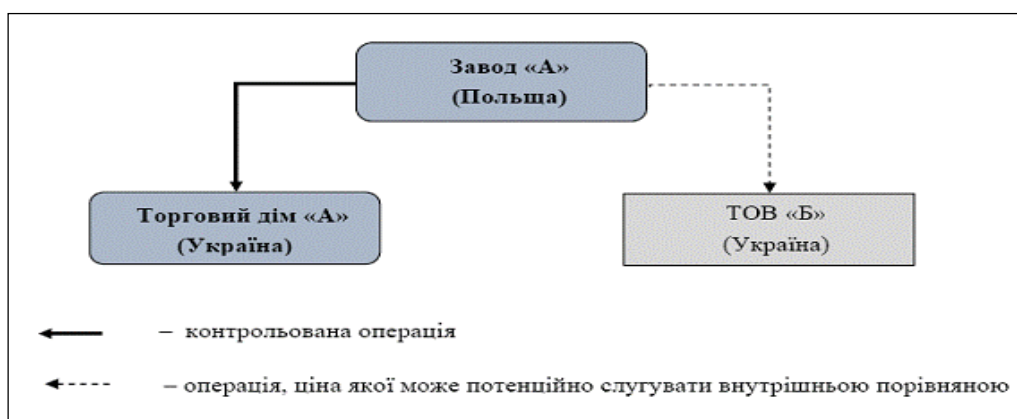 Завод «А»
(Польща)
Торговий дім «А»
(Україна)
ТОВ «Б»
(Україна)
– контрольована операція
– операція, ціна якої може потенційно слугувати внутрішньою порівняною